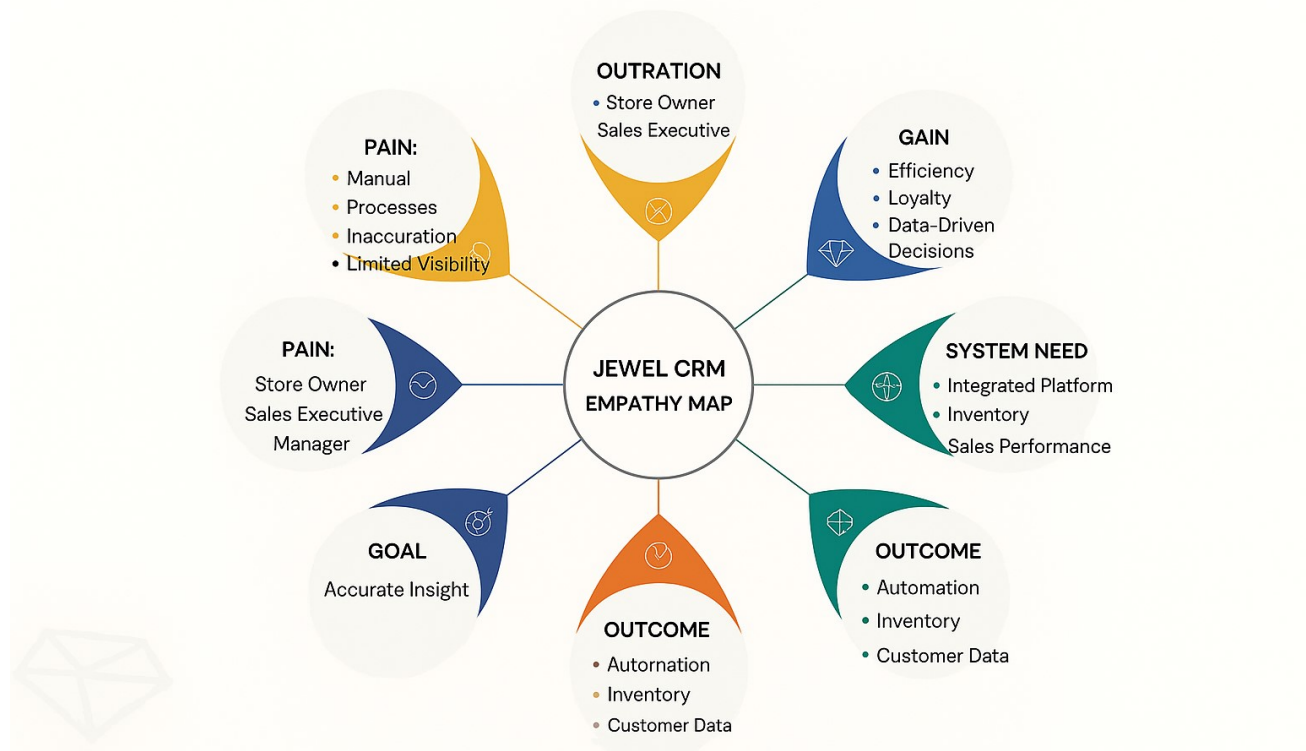 OUTRATION
• Store Owner
Sales Executive
PAIN:
• Manual
• Processes
• Inaccuration
• Limited Visibility
GAIN
• Efficiency
• Loyalty
• Data-Driven
Decisions
PAIN:
Store Owner
Sales Executive
Manager
JEWEL CRM
EMPATHY MAP
SYSTEM NEED
• Integrated Platform
• Inventory
Sales Performance
GOAL
Accurate Insight
OUTCOME
• Autornation
• Inventory
• Customer Data
OUTCOME
• Automation
• Inventory
• Customer Data